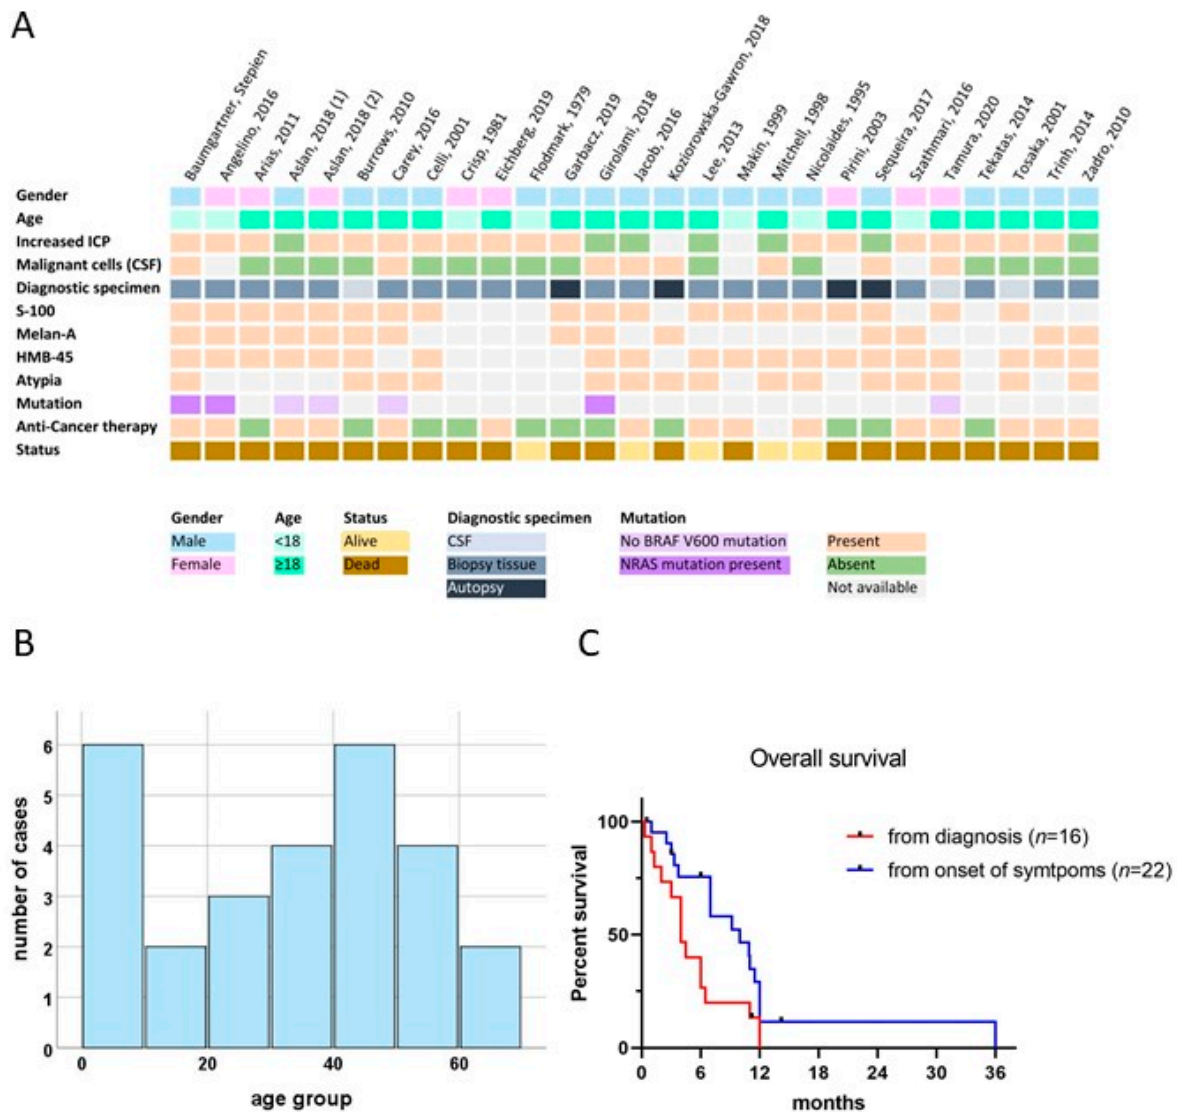 A
Baumgartner, Stepien
Angelino, 2016
Arias, 2011
Aslan, 2018 (1)
Aslan, 2018 (2)
Burrows, 2010
Carey, 2016
Celli, 2001
Crisp, 1981
Eichberg, 2019
Flodmark, 1979
Garbacz, 2019
Girolami, 2018
Jacob, 2016
Koziorowska-Gawron, 2018
Lee, 2013
Makin, 1999
Mitchell, 1998
Nicolaides, 1995
Pirini, 2003
Sequeira, 2017
Szathmari, 2016
Tamura, 2020
Tekatas, 2014
Tosaka, 2001
Trinh, 2014
Zadro, 2010
Gender
Age
Increased ICP
Malignant cells (CSF)
Diagnostic specimen
S-100
Melan-A
HMB-45
Atypia
Mutation
Anti-Cancer therapy
Status
Gender Age Status Diagnostic specimen Mutation
Male <18 Alive CSF No BRAF V600 mutation Present
Female ≥18 Dead Biopsy tissue NRAS mutation present Absent
Autopsy Not available
B
number of cases
6
5
4
3
2
1
0
0 20 40 60
age group
C
Overall survival
Percent survival
100
50
0
from diagnosis (n=16)
from onset of symtpoms (n=22)
0 6 12 18 24 30 36
months